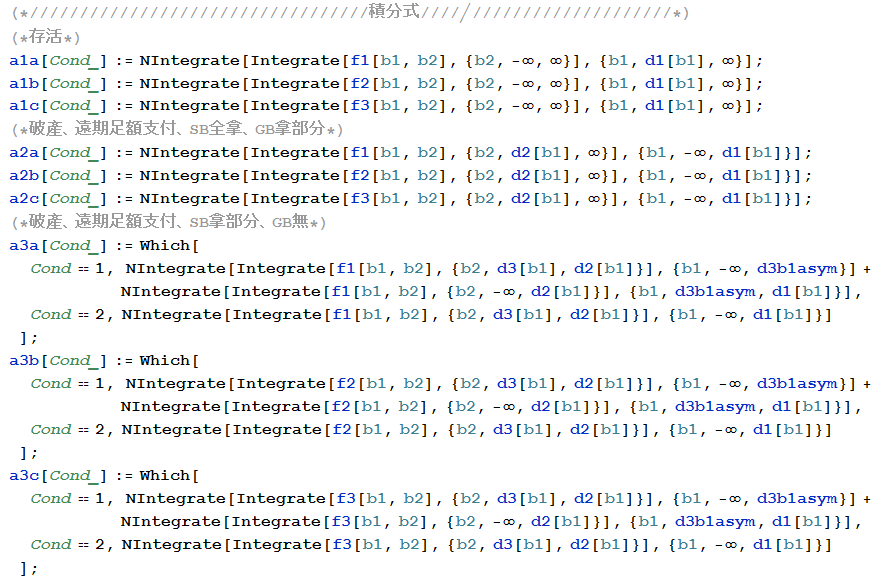 (*//////////////////////////////////積分式/////////////////////////*)
(*存活*)
a1a[Cond_] := NIntegrate[Integrate[f1[b1, b2], {b2, -∞, ∞}], {b1, d1[b1], ∞}];
a1b[Cond_] := NIntegrate[Integrate[f2[b1, b2], {b2, -∞, ∞}], {b1, d1[b1], ∞}];
a1c[Cond_] := NIntegrate[Integrate[f3[b1, b2], {b2, -∞, ∞}], {b1, d1[b1], ∞}];
(*破產、遠期足額支付、SB全拿、GB拿部分*)
a2a[Cond_] := NIntegrate[Integrate[f1[b1, b2], {b2, d2[b1], ∞}], {b1, -∞, d1[b1]}];
a2b[Cond_] := NIntegrate[Integrate[f2[b1, b2], {b2, d2[b1], ∞}], {b1, -∞, d1[b1]}];
a2c[Cond_] := NIntegrate[Integrate[f3[b1, b2], {b2, d2[b1], ∞}], {b1, -∞, d1[b1]}];
(*破產、遠期足額支付、SB拿部分、GB無*)
a3a[Cond_] := Which[
Cond == 1, NIntegrate[Integrate[f1[b1, b2], {b2, d3[b1], d2[b1]}], {b1, -∞, d3b1asym}] +
NIntegrate[Integrate[f1[b1, b2], {b2, -∞, d2[b1]}], {b1, d3b1asym, d1[b1]}],
Cond == 2, NIntegrate[Integrate[f1[b1, b2], {b2, d3[b1], d2[b1]}], {b1, -∞, d1[b1]}]
];
a3b[Cond_] := Which[
Cond == 1, NIntegrate[Integrate[f2[b1, b2], {b2, d3[b1], d2[b1]}], {b1, -∞, d3b1asym}] +
NIntegrate[Integrate[f2[b1, b2], {b2, -∞, d2[b1]}], {b1, d3b1asym, d1[b1]}],
Cond == 2, NIntegrate[Integrate[f2[b1, b2], {b2, d3[b1], d2[b1]}], {b1, -∞, d1[b1]}]
];
a3c[Cond_] := Which[
Cond == 1, NIntegrate[Integrate[f3[b1, b2], {b2, d3[b1], d2[b1]}], {b1, -∞, d3b1asym}] +
NIntegrate[Integrate[f3[b1, b2], {b2, -∞, d2[b1]}], {b1, d3b1asym, d1[b1]}],
Cond == 2, NIntegrate[Integrate[f3[b1, b2], {b2, d3[b1], d2[b1]}], {b1, -∞, d1[b1]}]
];